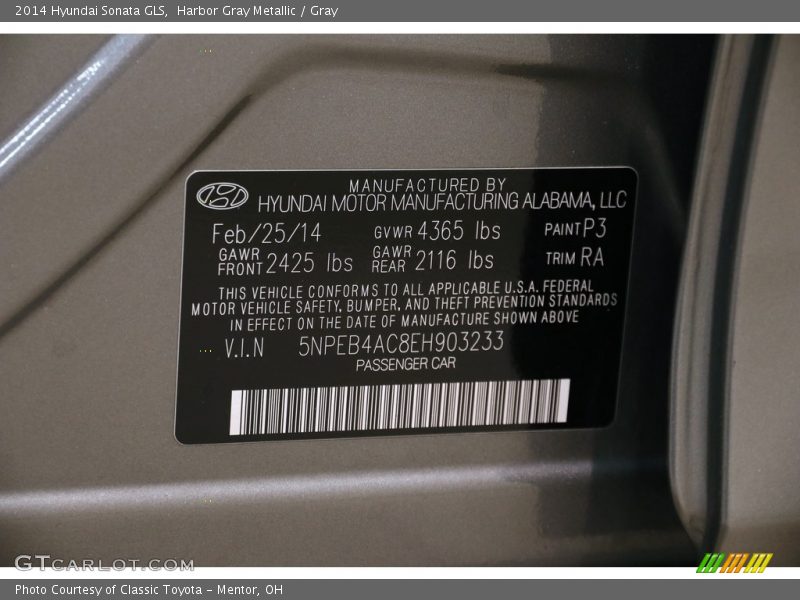 2014 Hyundai Sonata GLS, Harbor Gray Metallic / Gray
MANUFACTURED BY
HYUNDAI MOTOR MANUFACTURING ALABAMA, LLC
Feb/25/14 GVWR 4365 lbs PAINT P3
GAWR FRONT 2425 lbs GAWR REAR 2116 lbs TRIM RA
THIS VEHICLE CONFORMS TO ALL APPLICABLE U.S.A. FEDERAL
MOTOR VEHICLE SAFETY, BUMPER, AND THEFT PREVENTION STANDARDS
IN EFFECT ON THE DATE OF MANUFACTURE SHOWN ABOVE
V.I.N 5NPEB4AC8EH903233
PASSENGER CAR
GTCARLOT.COM
Photo Courtesy of Classic Toyota - Mentor, OH